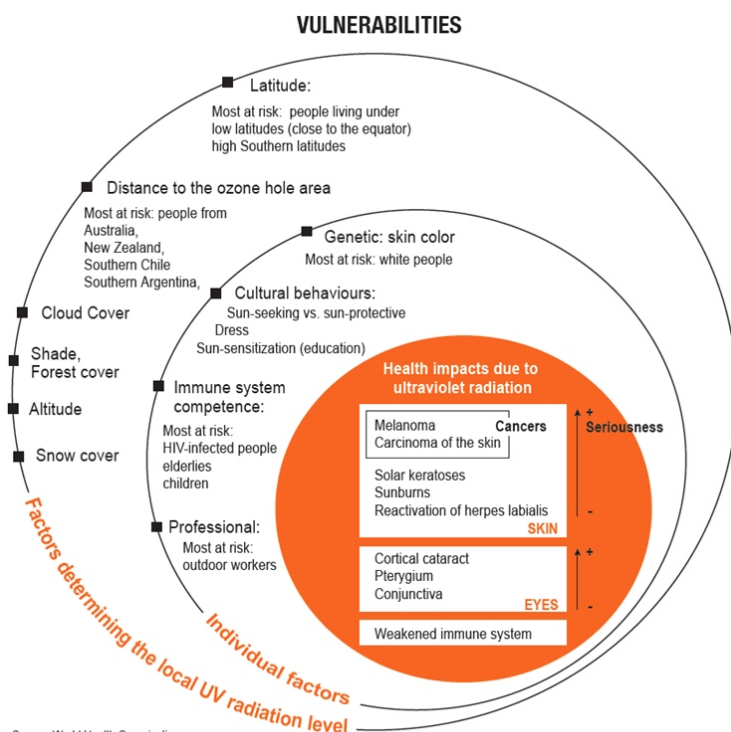 VULNERABILITIES
Latitude:
Most at risk: people living under
low latitudes (close to the equator)
high Southern latitudes
Distance to the ozone hole area
Most at risk: people from
Australia,
New Zealand,
Southern Chile
Southern Argentina,
Cloud Cover
Shade,
Forest cover
Altitude
Snow cover
Factors determining the local UV radiation level
Genetic: skin color
Most at risk: white people
Cultural behaviours:
Sun-seeking vs. sun-protective
Dress
Sun-sensitization (education)
Immune system
competence:
Most at risk:
HIV-infected people
elderlies
children
Professional:
Most at risk:
outdoor workers
Individual factors
Health impacts due to
ultraviolet radiation
Melanoma
Carcinoma of the skin
Cancers
+
Seriousness
-
Solar keratoses
Sunburns
Reactivation of herpes labialis
SKIN
Cortical cataract
Pterygium
Conjunctiva
EYES
+
-
Weakened immune system